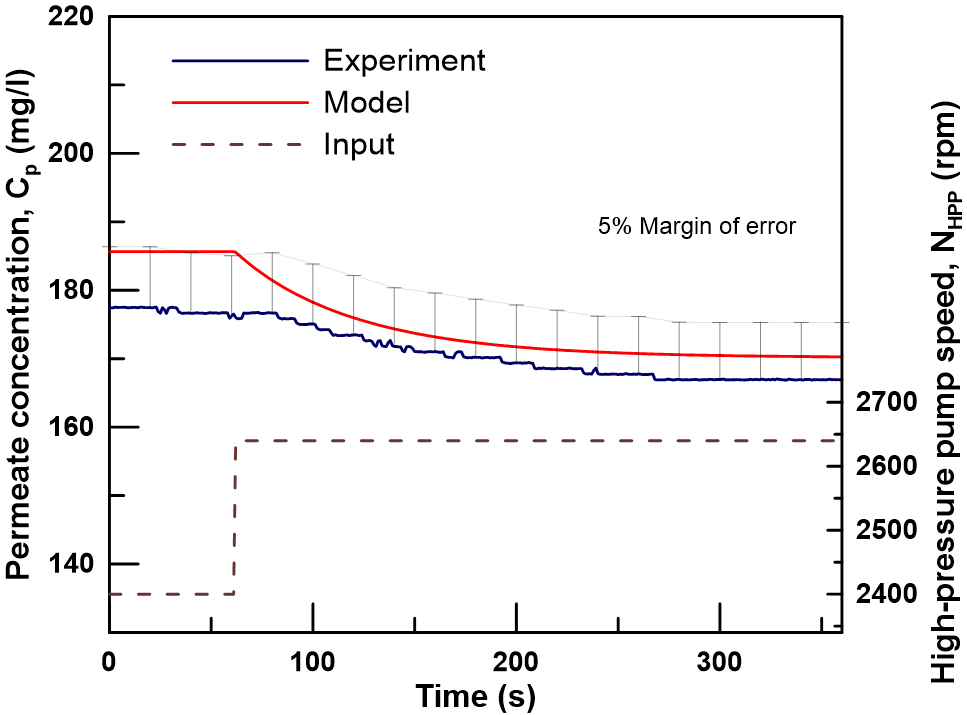 220
200
180
160
140
Permeate concentration, Cp (mg/l)
Experiment
Model
Input
5% Margin of error
2700
2600
2500
2400
High-pressure pump speed, NHPP (rpm)
0 100 200 300
Time (s)